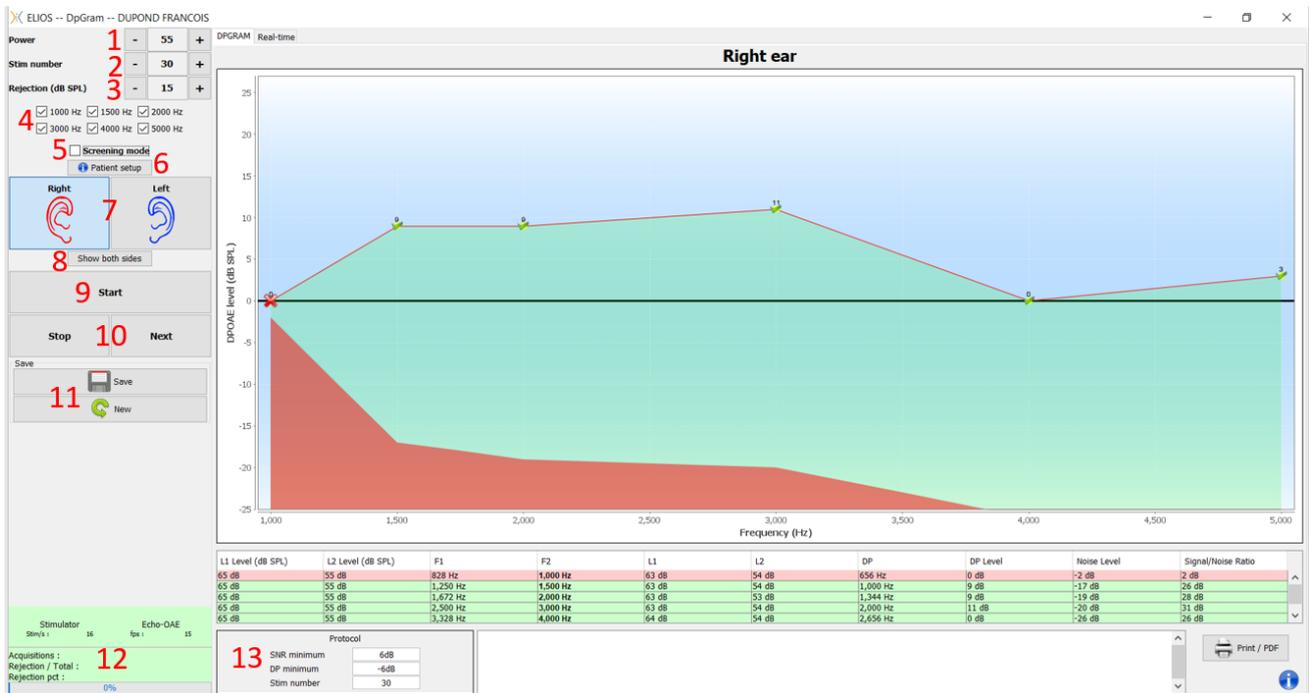 ELIOS -- DpGram -- DUPOND FRANCOIS
Power 1 - 55 +
Stim number 2 - 30 +
Rejection (dB SPL) 3 - 15 +
4 1000 Hz 1500 Hz 2000 Hz
3000 Hz 4000 Hz 5000 Hz
5 Screening mode
Patient setup 6
Right 7 Left
8 Show both sides
9 Start
Stop 10 Next
Save
Save
11
New
Stimulator Echo-OAE
Stim/s : 16 fps : 15
Acquisitions :
Rejection / Total : 12
Rejection pct :
0%
DPGRAM Real-time
Right ear
DPOAE level (dB SPL)
25
20
15
10
5
0
-5
-10
-15
-20
-25
0 9 9 11 0 3
1,000 1,500 2,000 2,500 3,000 3,500 4,000 4,500 5,000
Frequency (Hz)
L1 Level (dB SPL) L2 Level (dB SPL) F1 F2 L1 L2 DP DP Level Noise Level Signal/Noise Ratio
65 dB 55 dB 828 Hz 1,000 Hz 63 dB 54 dB 656 Hz 0 dB -2 dB 2 dB
65 dB 55 dB 1,250 Hz 1,500 Hz 63 dB 54 dB 1,000 Hz 9 dB -17 dB 26 dB
65 dB 55 dB 1,672 Hz 2,000 Hz 63 dB 53 dB 1,344 Hz 9 dB -19 dB 28 dB
65 dB 55 dB 2,500 Hz 3,000 Hz 63 dB 54 dB 2,000 Hz 11 dB -20 dB 31 dB
65 dB 55 dB 3,328 Hz 4,000 Hz 64 dB 54 dB 2,656 Hz 0 dB -26 dB 26 dB
Protocol
13 SNR minimum 6dB
DP minimum -6dB
Stim number 30
Print / PDF